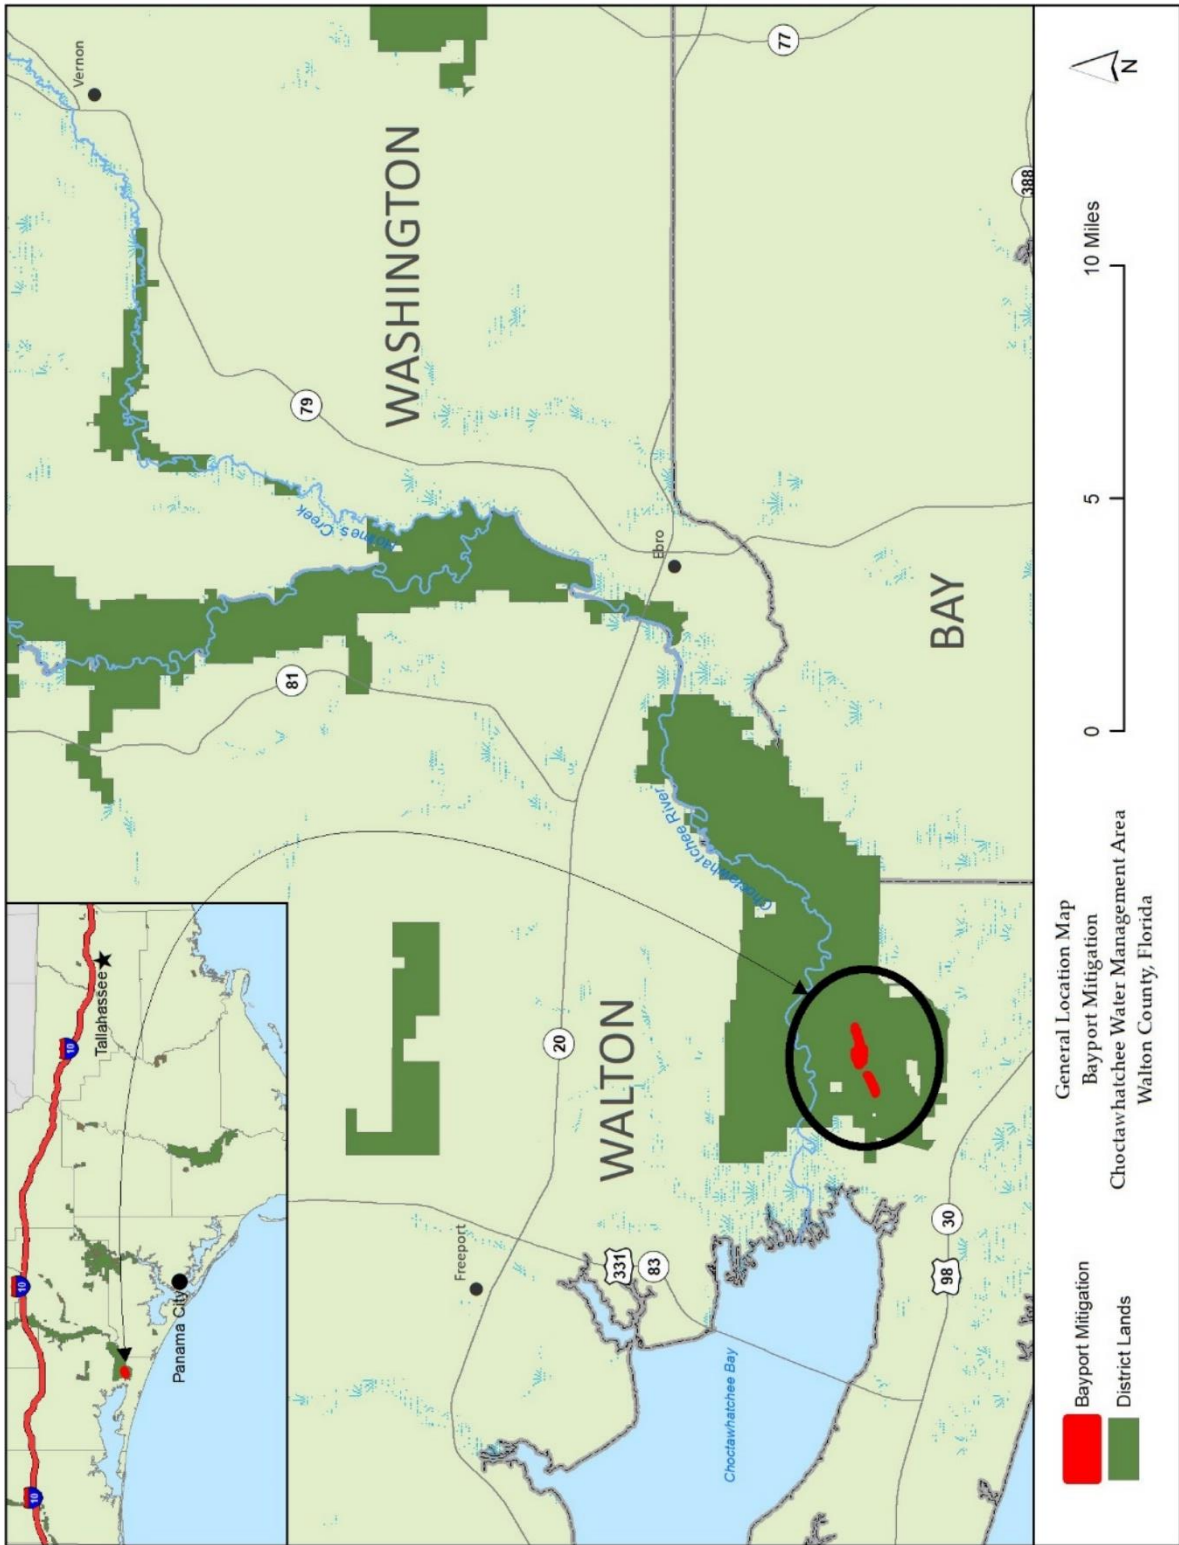 10
10
10
Tallahassee
Panama City
Vernon
WASHINGTON
79
77
Holmes Creek
81
Ebro
388
BAY
20
Choctawhatchee River
WALTON
Freeport
331
83
Choctawhatchee Bay
98
30
Bayport Mitigation
District Lands
General Location Map
Bayport Mitigation
Choctawhatchee Water Management Area
Walton County, Florida
0 5 10 Miles
N